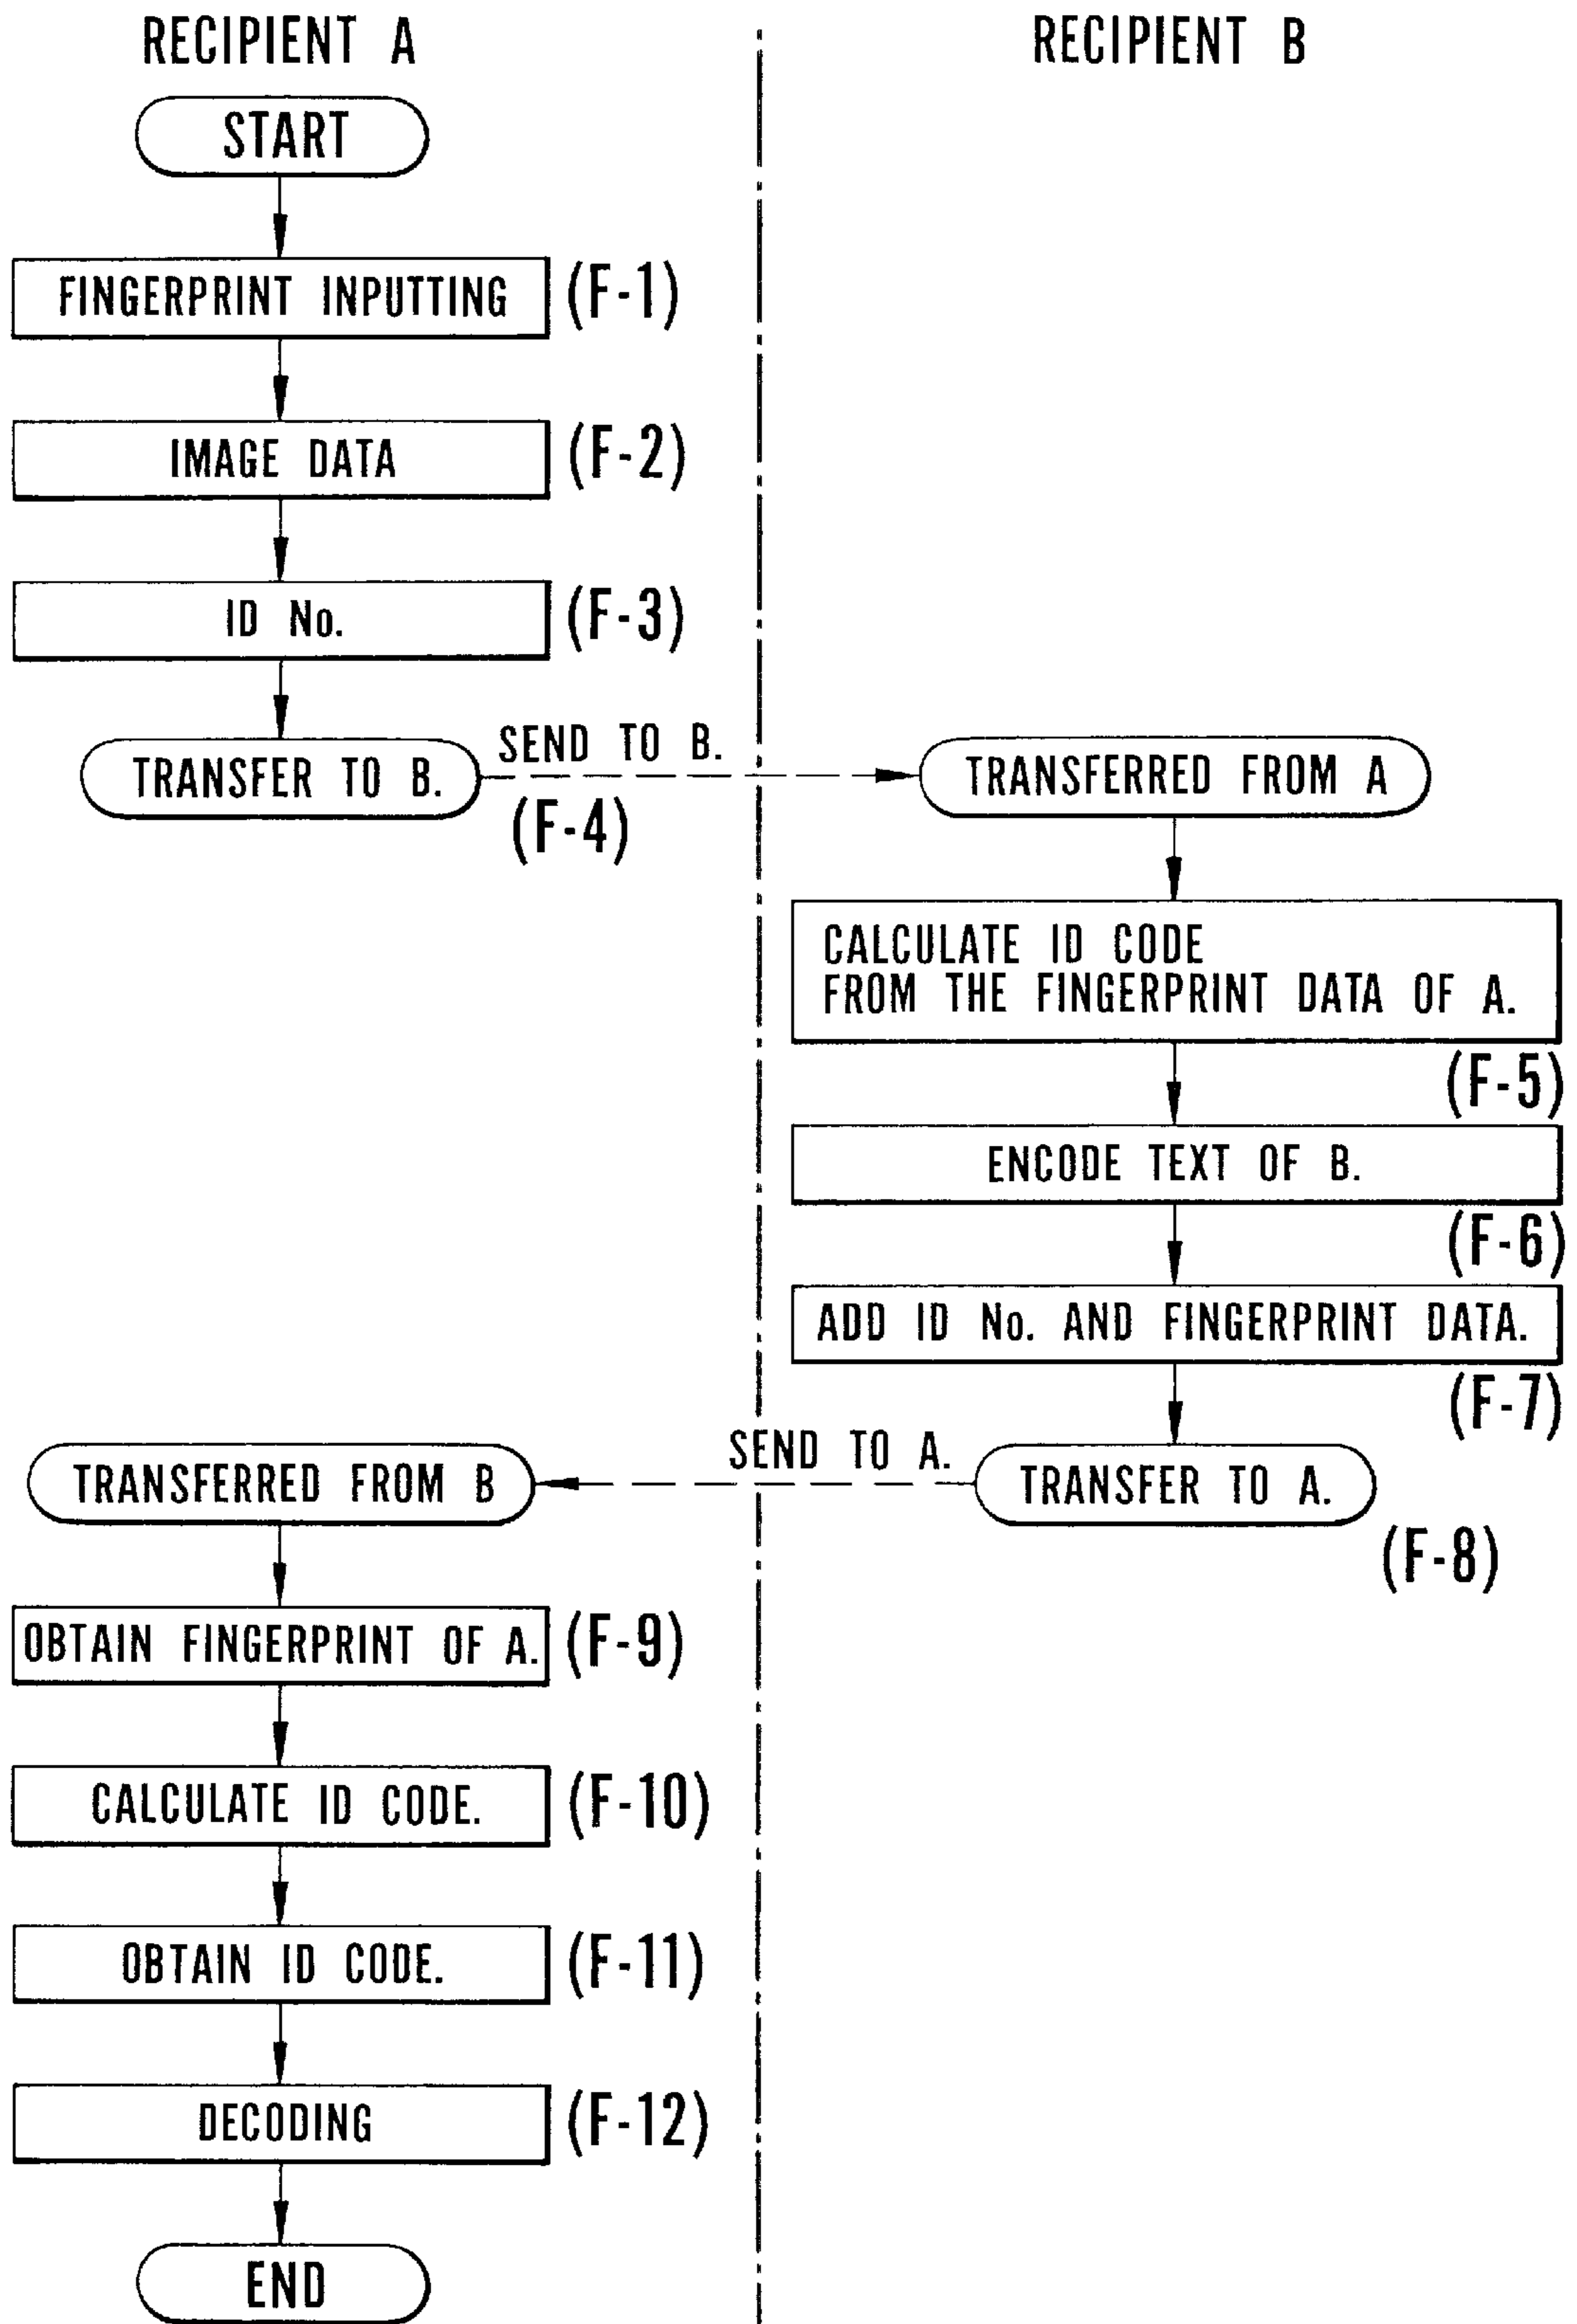 RECIPIENT A
RECIPIENT B
START
FINGERPRINT INPUTTING (F-1)
IMAGE DATA (F-2)
ID No. (F-3)
TRANSFER TO B.
SEND TO B.
(F-4)
TRANSFERRED FROM A
CALCULATE ID CODE
FROM THE FINGERPRINT DATA OF A.
(F-5)
ENCODE TEXT OF B.
(F-6)
ADD ID No. AND FINGERPRINT DATA.
(F-7)
TRANSFER TO A.
(F-8)
SEND TO A.
TRANSFERRED FROM B
OBTAIN FINGERPRINT OF A. (F-9)
CALCULATE ID CODE. (F-10)
OBTAIN ID CODE. (F-11)
DECODING (F-12)
END